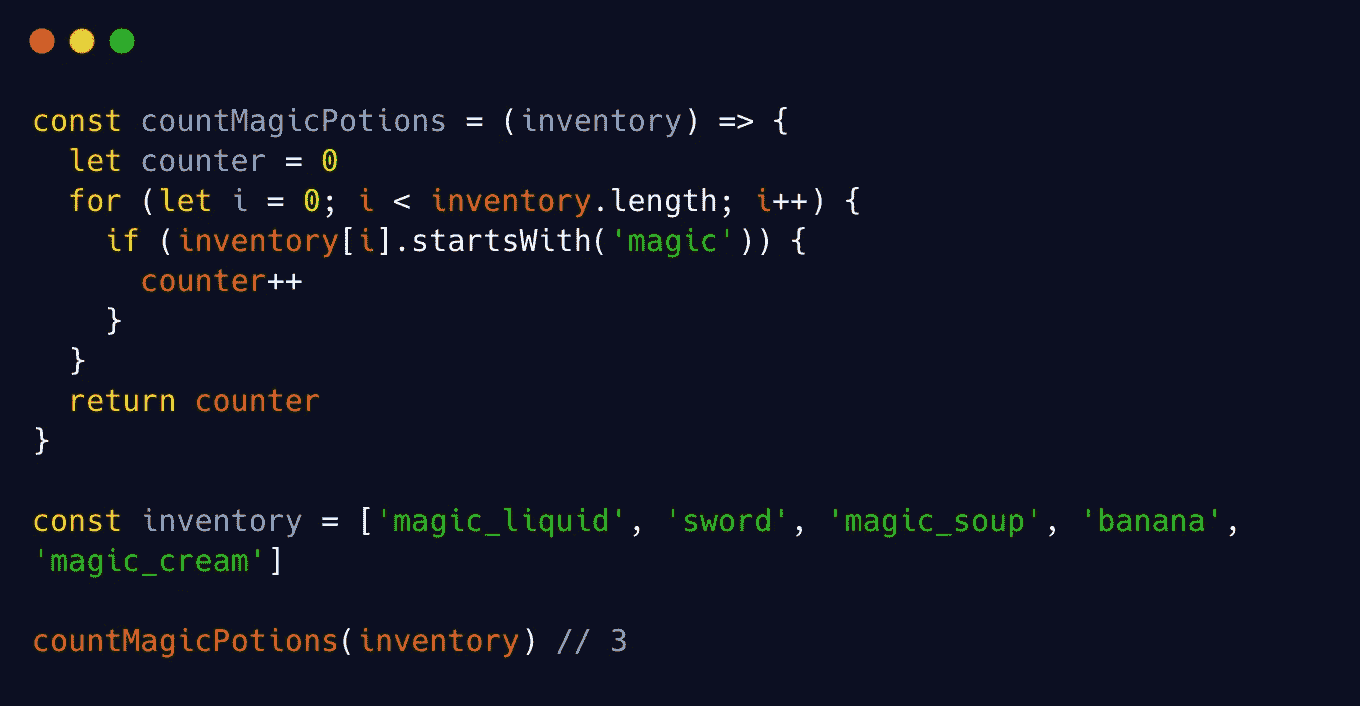 const countMagicPotions = (inventory) => {
  let counter = 0
  for (let i = 0; i < inventory.length; i++) {
    if (inventory[i].startsWith('magic')) {
      counter++
    }
  }
  return counter
}
const inventory = ['magic_liquid', 'sword', 'magic_soup', 'banana',
'magic_cream']
countMagicPotions(inventory) // 3